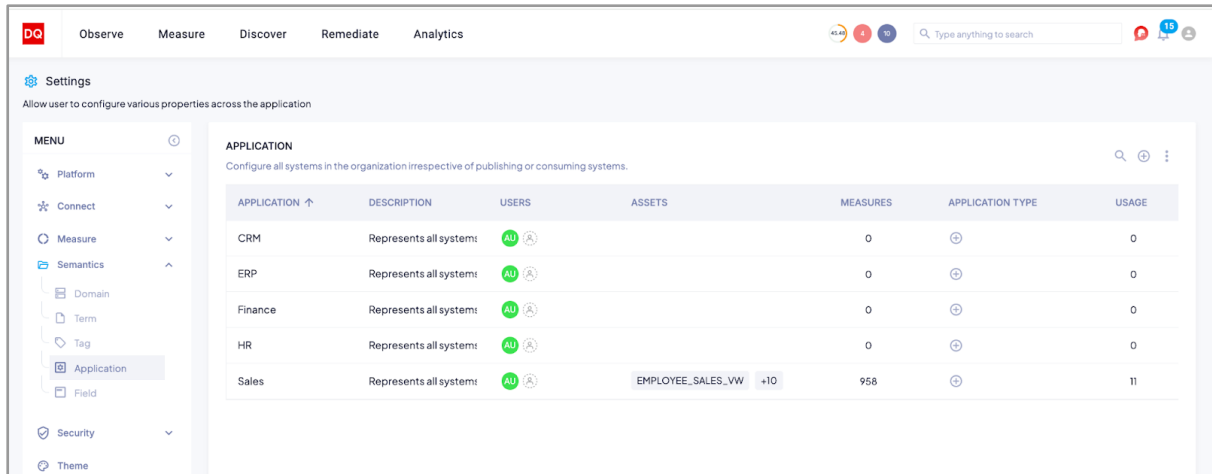 DQ Observe Measure Discover Remediate Analytics 45.48 4 10 Type anything to search 15
Settings
Allow user to configure various properties across the application
MENU
Platform
Connect
Measure
Semantics
Domain
Term
Tag
Application
Field
Security
Theme
APPLICATION
Configure all systems in the organization irrespective of publishing or consuming systems.
APPLICATION DESCRIPTION USERS ASSETS MEASURES APPLICATION TYPE USAGE
CRM Represents all systems AU 0 0
ERP Represents all systems AU 0 0
Finance Represents all systems AU 0 0
HR Represents all systems AU 0 0
Sales Represents all systems AU EMPLOYEE_SALES_VW +10 958 11